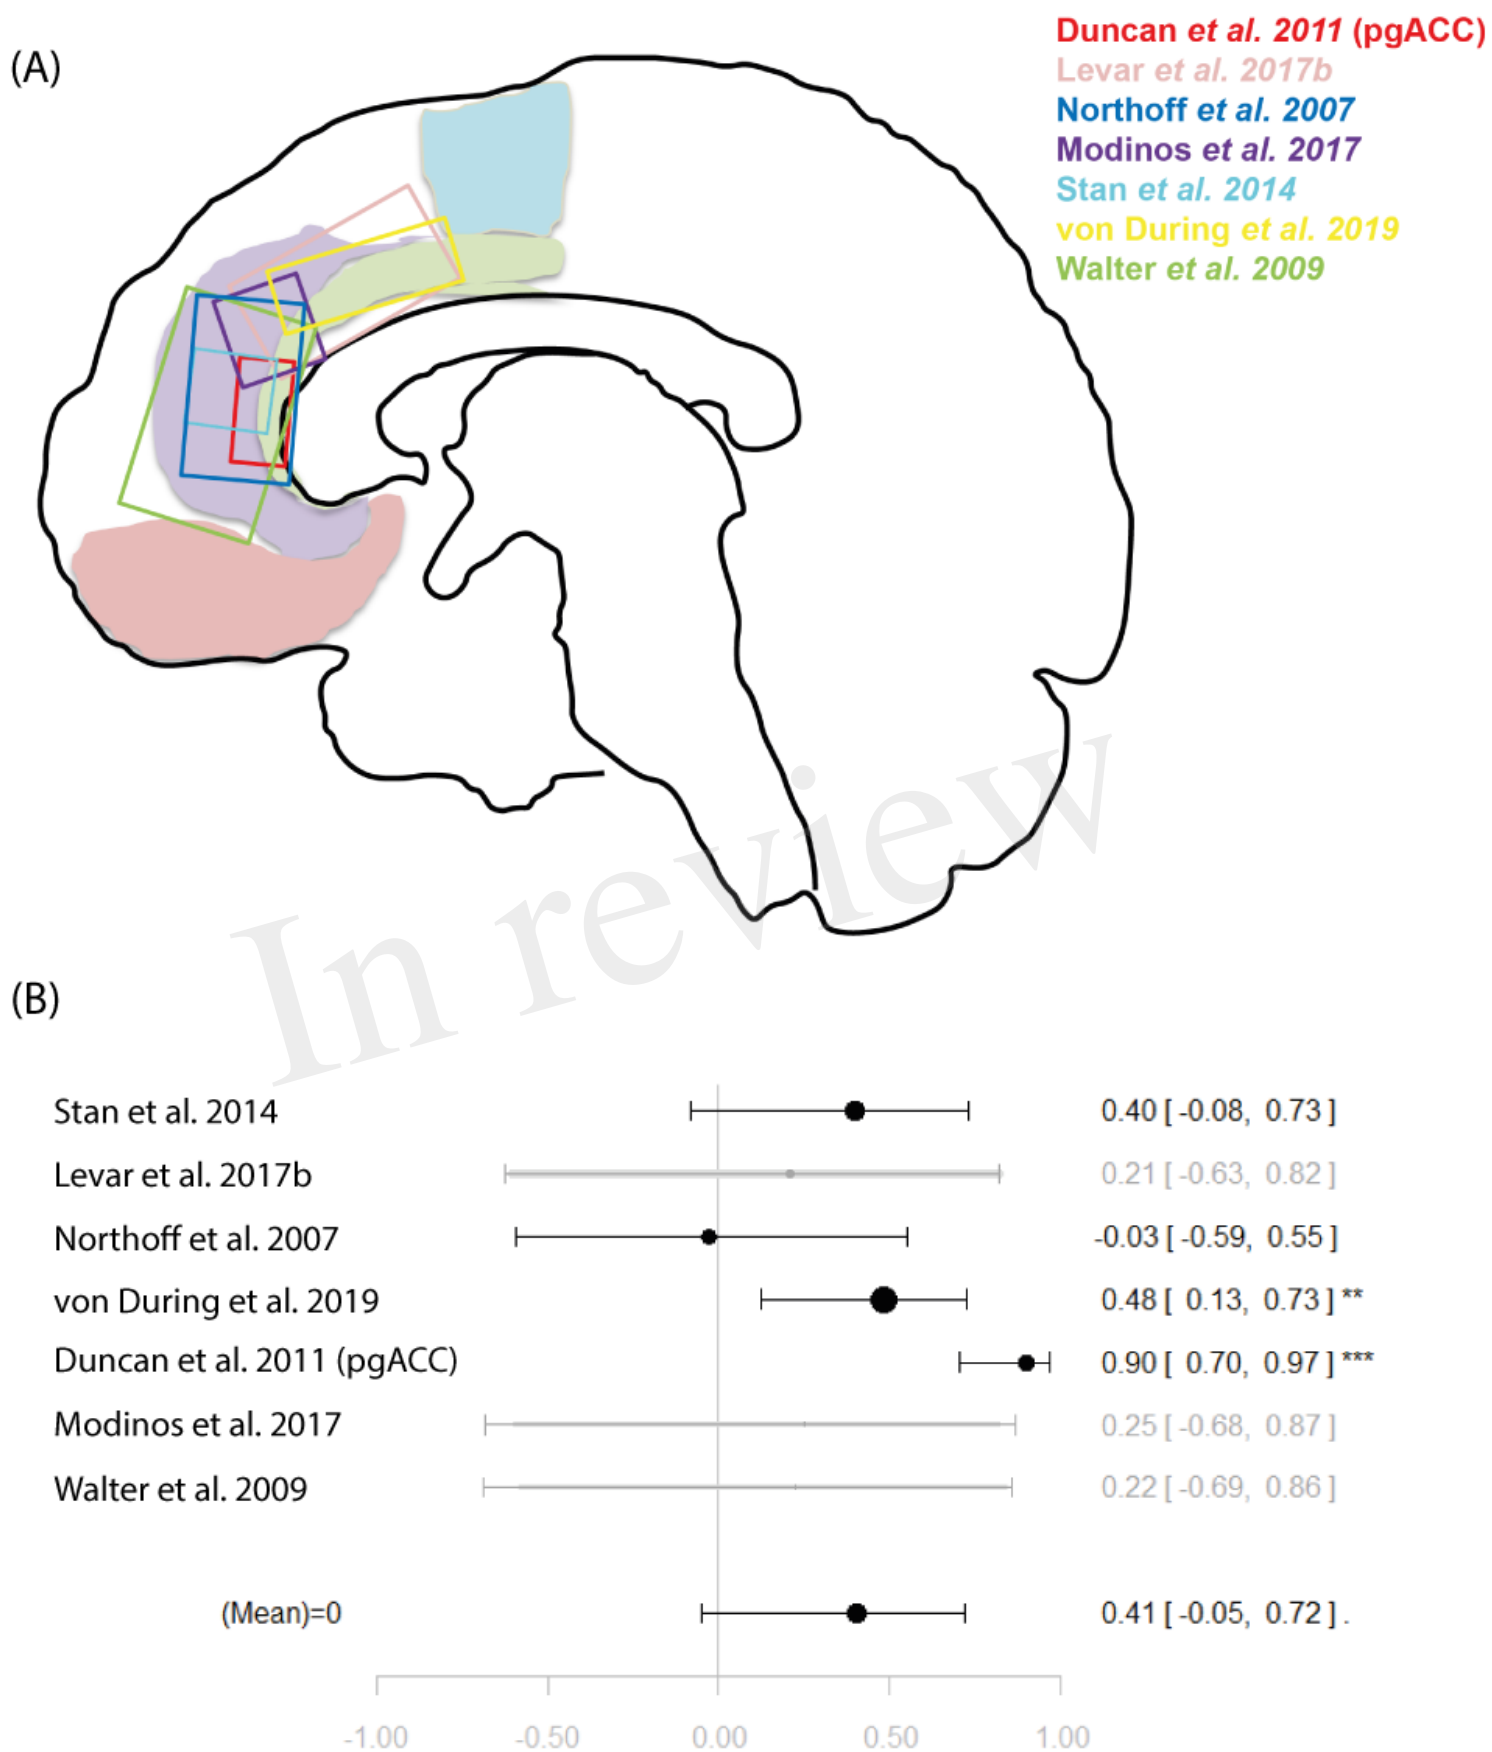 (A)
Duncan et al. 2011 (pgACC)
Levar et al. 2017b
Northoff et al. 2007
Modinos et al. 2017
Stan et al. 2014
von During et al. 2019
Walter et al. 2009
In review
(B)
Stan et al. 2014 0.40 [ -0.08, 0.73 ]
Levar et al. 2017b 0.21 [ -0.63, 0.82 ]
Northoff et al. 2007 -0.03 [ -0.59, 0.55 ]
von During et al. 2019 0.48 [ 0.13, 0.73 ] **
Duncan et al. 2011 (pgACC) 0.90 [ 0.70, 0.97 ] ***
Modinos et al. 2017 0.25 [ -0.68, 0.87 ]
Walter et al. 2009 0.22 [ -0.69, 0.86 ]
(Mean)=0 0.41 [ -0.05, 0.72 ] .
-1.00 -0.50 0.00 0.50 1.00